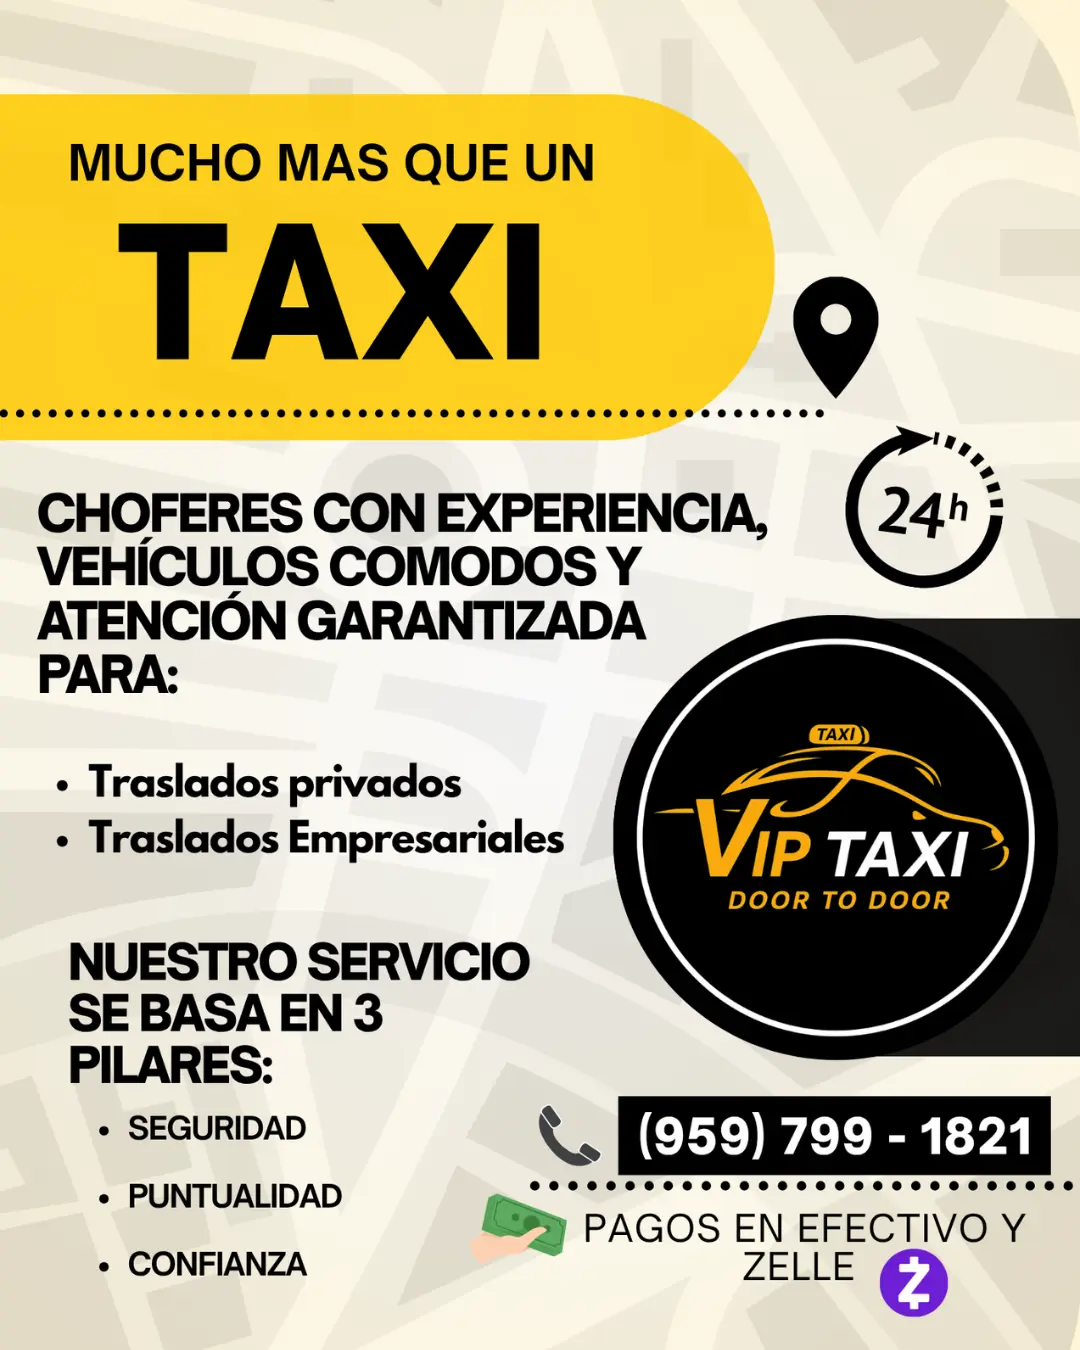 MUCHO MAS QUE UN
TAXI
24h
CHOFERES CON EXPERIENCIA,
VEHÍCULOS COMODOS Y
ATENCIÓN GARANTIZADA
PARA:
• Traslados privados
• Traslados Empresariales
TAXI
VIP TAXI
DOOR TO DOOR
NUESTRO SERVICIO
SE BASA EN 3
PILARES:
• SEGURIDAD
• PUNTUALIDAD
• CONFIANZA
(959) 799 - 1821
PAGOS EN EFECTIVO Y
ZELLE